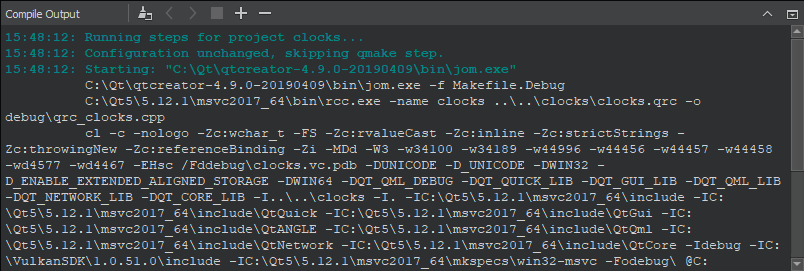 Compile Output
15:48:12: Running steps for project clocks...
15:48:12: Configuration unchanged, skipping qmake step.
15:48:12: Starting: "C:\Qt\qtcreator-4.9.0-20190409\bin\jom.exe"
C:\Qt\qtcreator-4.9.0-20190409\bin\jom.exe -f Makefile.Debug
C:\Qt5\5.12.1\msvc2017_64\bin\rcc.exe -name clocks ..\..\clocks\clocks.qrc -o
debug\qrc_clocks.cpp
cl -c -nologo -Zc:wchar_t -FS -Zc:rvalueCast -Zc:inline -Zc:strictStrings -
Zc:throwingNew -Zc:referenceBinding -Zi -MDd -W3 -w34100 -w34189 -w44996 -w44456 -w44457 -w44458
-wd4577 -wd4467 -EHsc /Fddebug\clocks.vc.pdb -DUNICODE -D_UNICODE -DWIN32 -
D_ENABLE_EXTENDED_ALIGNED_STORAGE -DWIN64 -DQT_QML_DEBUG -DQT_QUICK_LIB -DQT_GUI_LIB -DQT_QML_LIB
-DQT_NETWORK_LIB -DQT_CORE_LIB -I..\..\clocks -I. -IC:\Qt5\5.12.1\msvc2017_64\include -IC:
\Qt5\5.12.1\msvc2017_64\include\QtQuick -IC:\Qt5\5.12.1\msvc2017_64\include\QtGui -IC:
\Qt5\5.12.1\msvc2017_64\include\QtANGLE -IC:\Qt5\5.12.1\msvc2017_64\include\QtQml -IC:
\Qt5\5.12.1\msvc2017_64\include\QtNetwork -IC:\Qt5\5.12.1\msvc2017_64\include\QtCore -Idebug -IC:
\VulkanSDK\1.0.51.0\include -IC:\Qt5\5.12.1\msvc2017_64\mkspecs\win32-msvc -Fodebug\ @C: